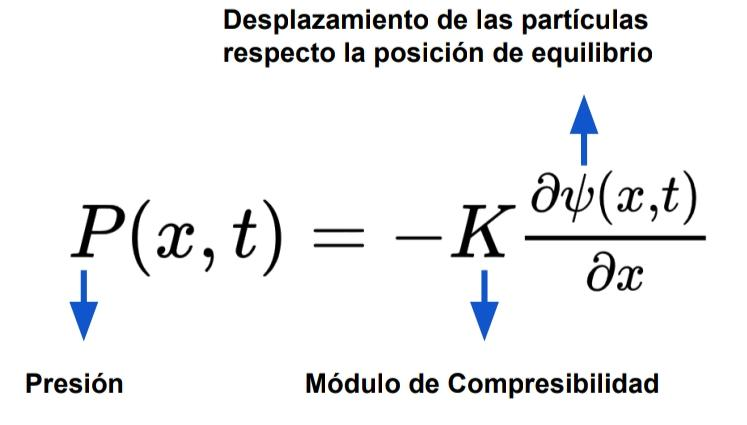 Desplazamiento de las partículas
respecto la posición de equilibrio
P(x,t) = −K ∂ψ(x,t)/∂x
Presión
Módulo de Compresibilidad